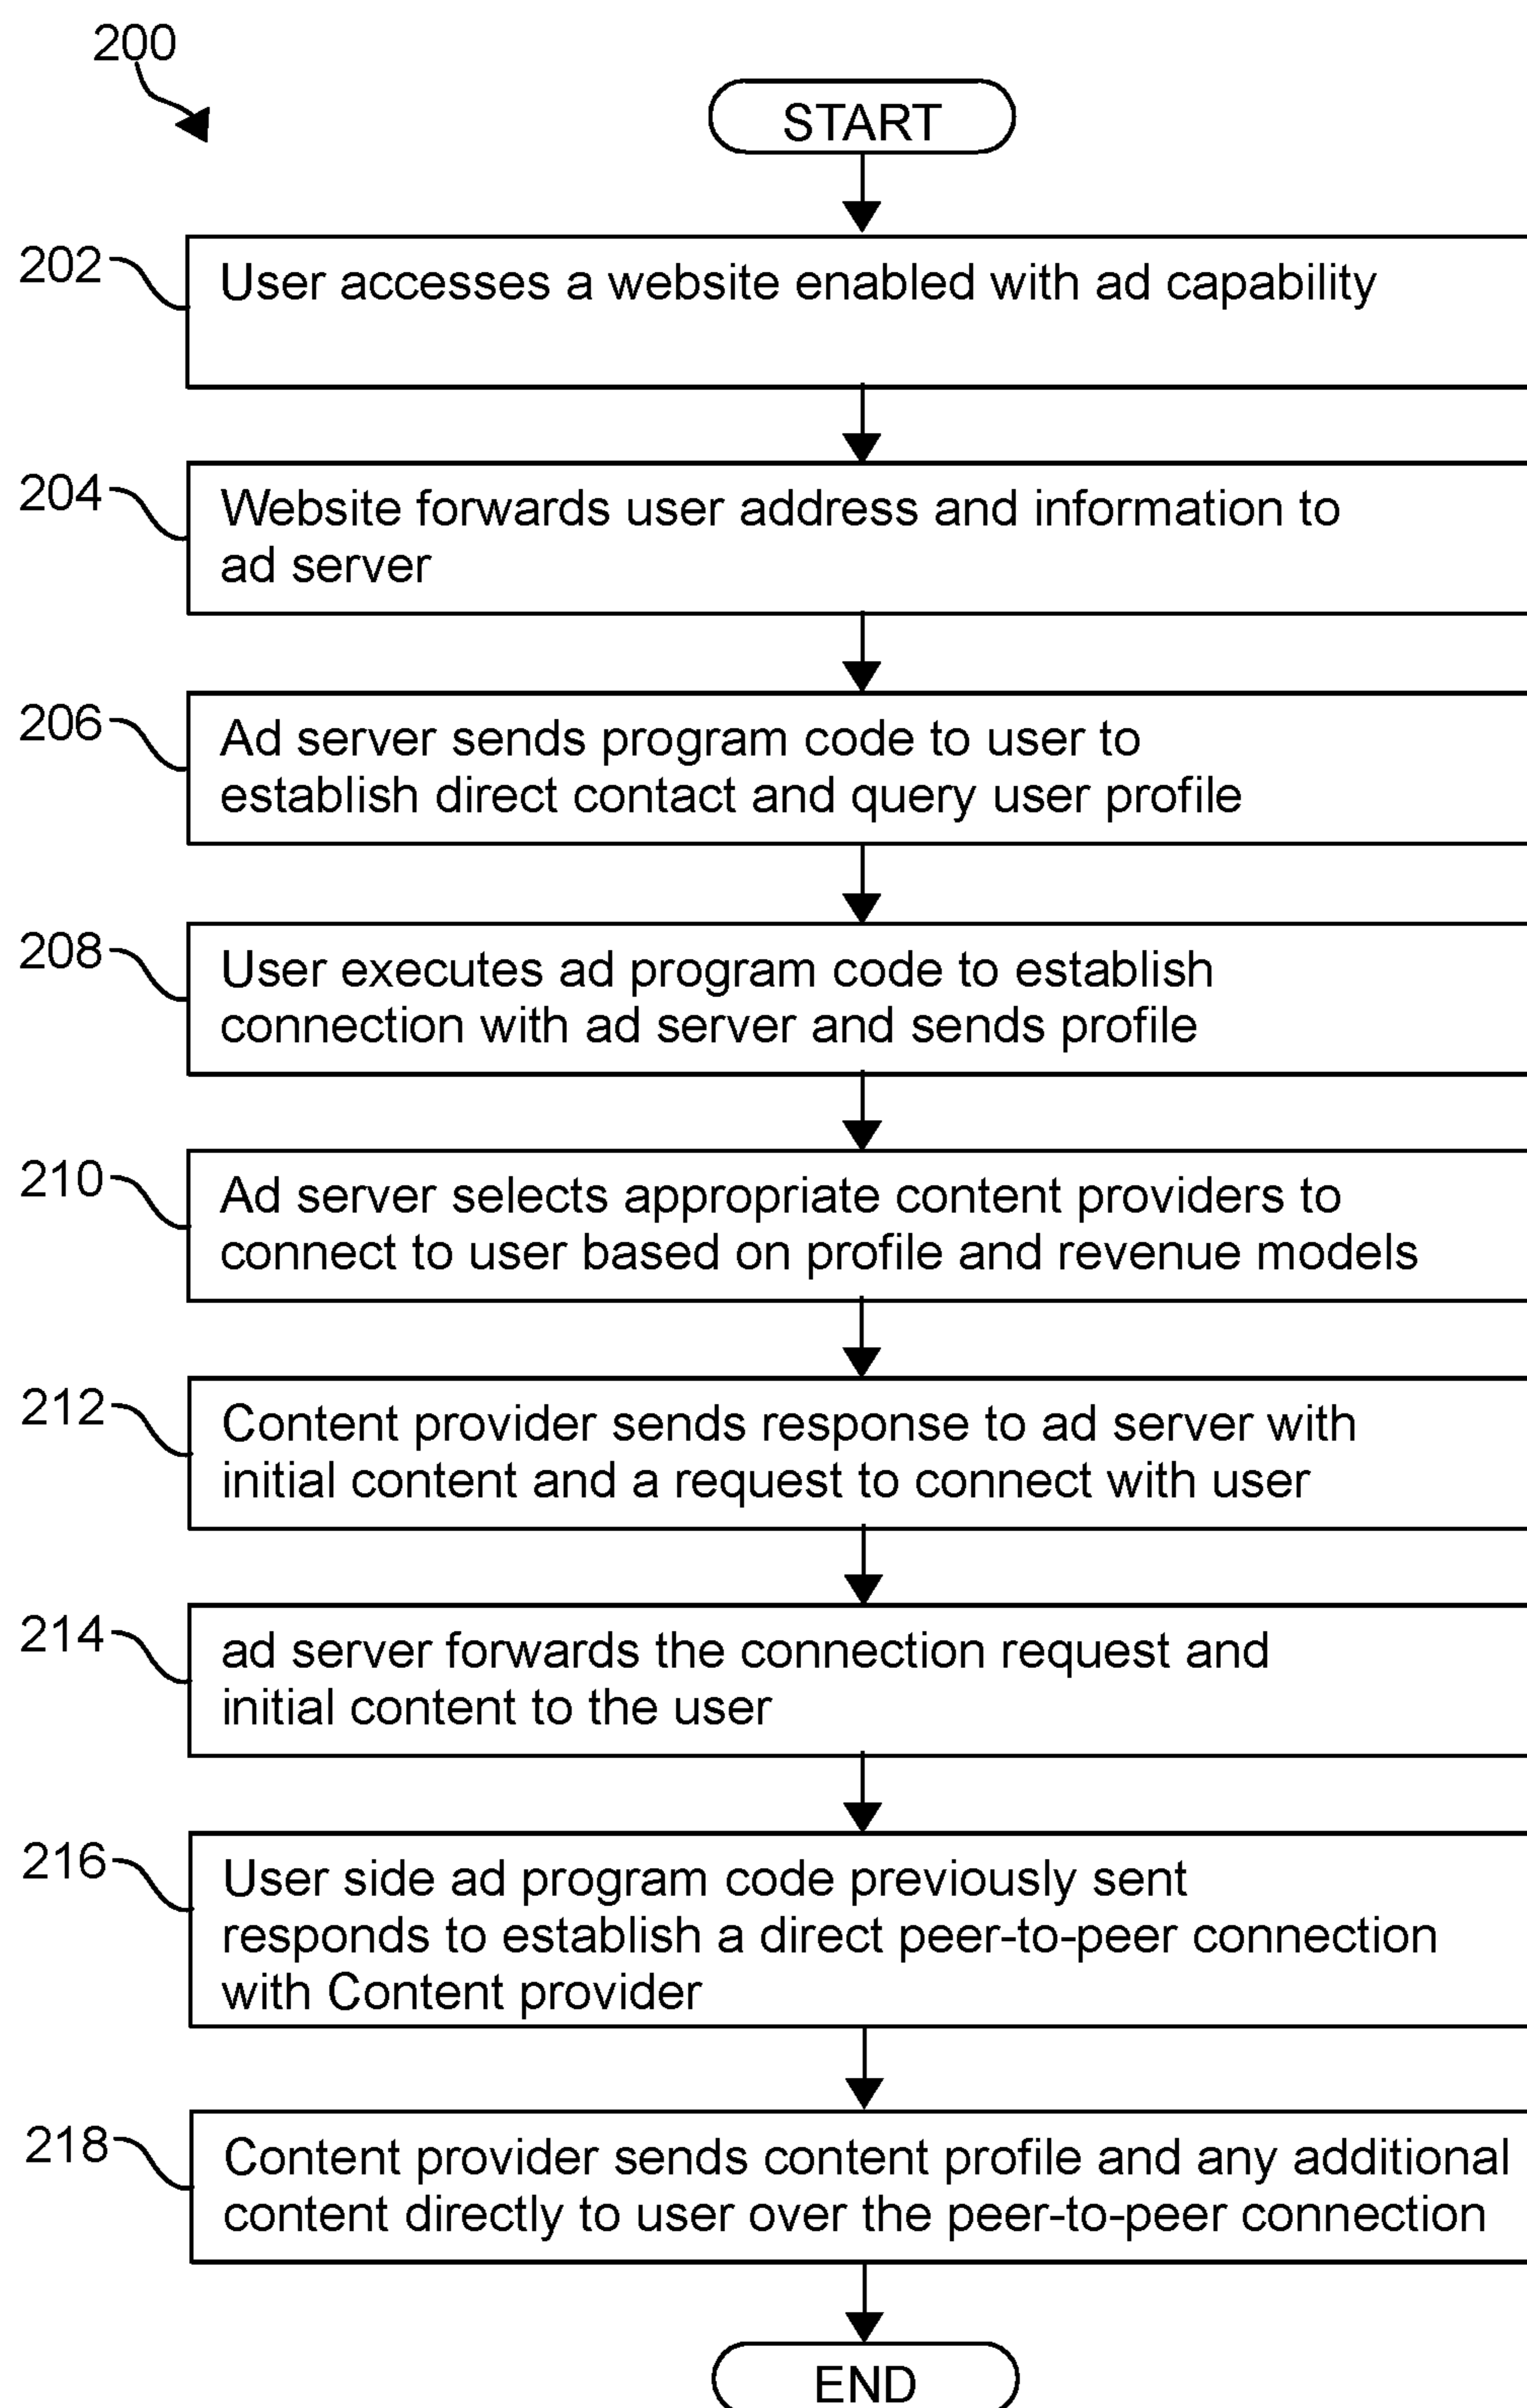 200
START
202
User accesses a website enabled with ad capability
204
Website forwards user address and information to
ad server
206
Ad server sends program code to user to
establish direct contact and query user profile
208
User executes ad program code to establish
connection with ad server and sends profile
210
Ad server selects appropriate content providers to
connect to user based on profile and revenue models
212
Content provider sends response to ad server with
initial content and a request to connect with user
214
ad server forwards the connection request and
initial content to the user
216
User side ad program code previously sent
responds to establish a direct peer-to-peer connection
with Content provider
218
Content provider sends content profile and any additional
content directly to user over the peer-to-peer connection
END